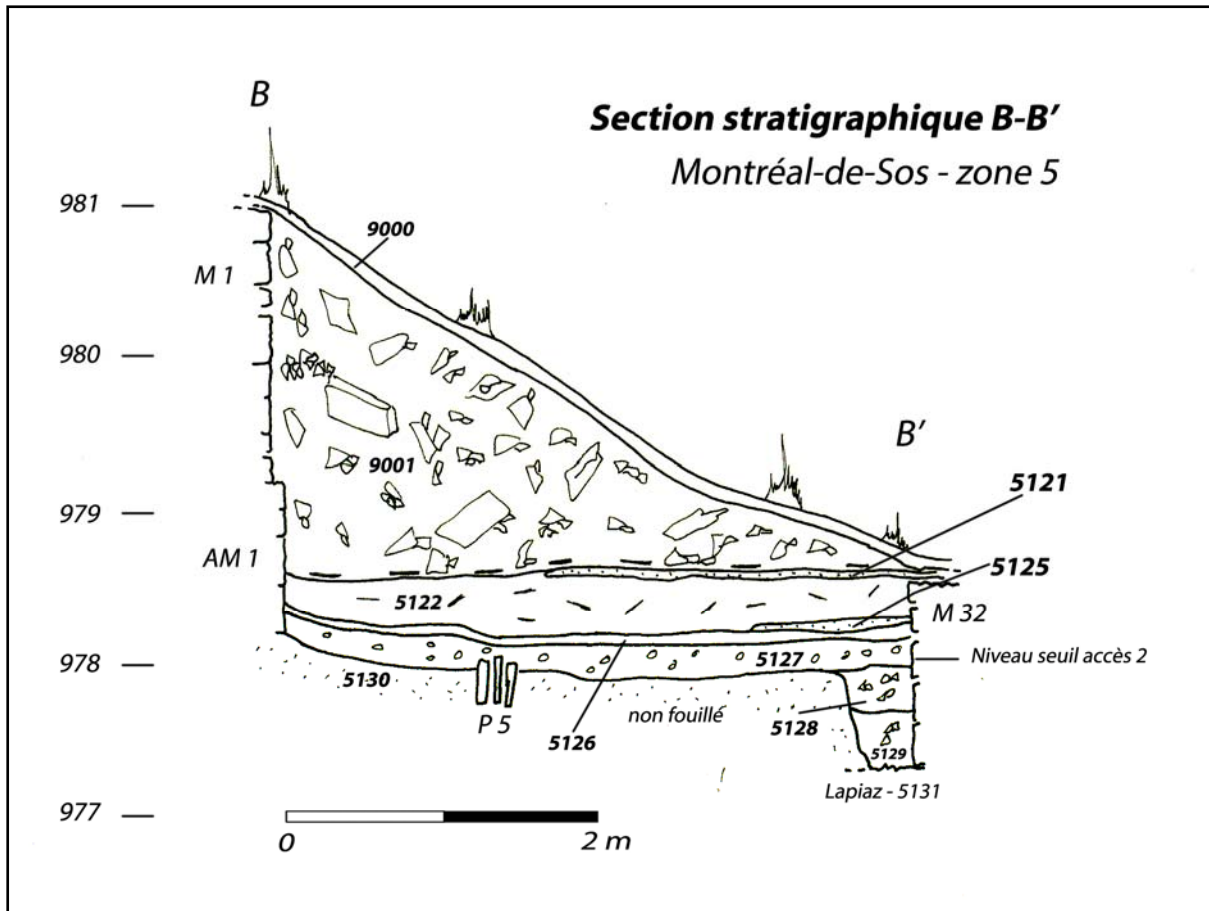 B
Section stratigraphique B-B’
Montréal-de-Sos - zone 5
981
9000
M 1
980
B’
9001
5121
979
AM 1
5125
5122
M 32
978
5127
Niveau seuil accès 2
5130
P 5
non fouillé
5128
5126
5129
Lapiaz - 5131
977
0
2 m